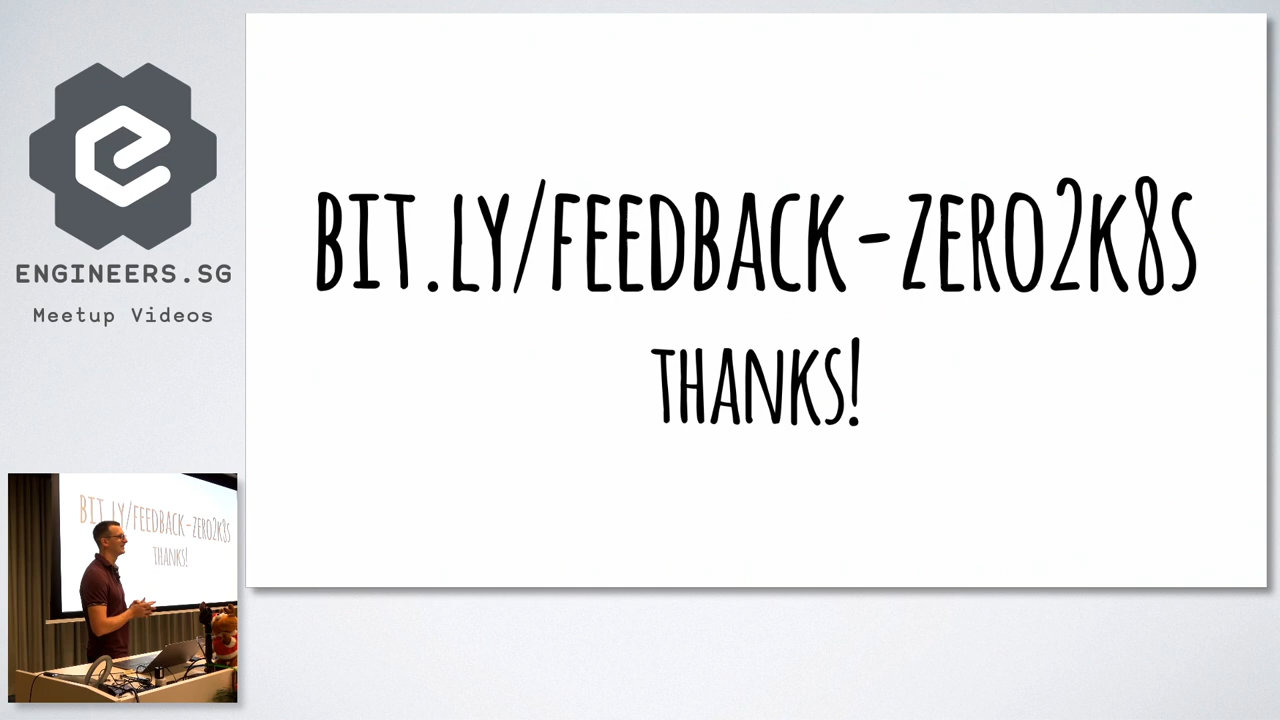 ENGINEERS.SG
Meetup Videos
BIT.LY/FEEDBACK-ZERO2K8S
THANKS!
BIT.LY/FEEDBACK-ZERO2K8S
THANKS!